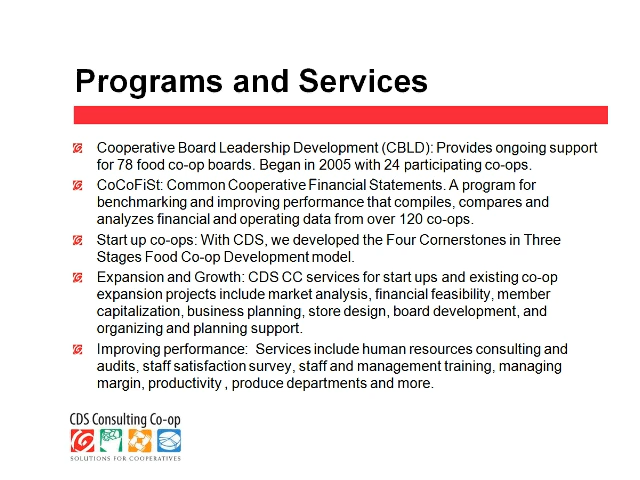 Programs and Services
Cooperative Board Leadership Development (CBLD): Provides ongoing support
for 78 food co-op boards. Began in 2005 with 24 participating co-ops.
CoCoFiSt: Common Cooperative Financial Statements. A program for
benchmarking and improving performance that compiles, compares and
analyzes financial and operating data from over 120 co-ops.
Start up co-ops: With CDS, we developed the Four Cornerstones in Three
Stages Food Co-op Development model.
Expansion and Growth: CDS CC services for start ups and existing co-op
expansion projects include market analysis, financial feasibility, member
capitalization, business planning, store design, board development, and
organizing and planning support.
Improving performance:  Services include human resources consulting and
audits, staff satisfaction survey, staff and management training, managing
margin, productivity , produce departments and more.
CDS Consulting Co-op
SOLUTIONS FOR COOPERATIVES